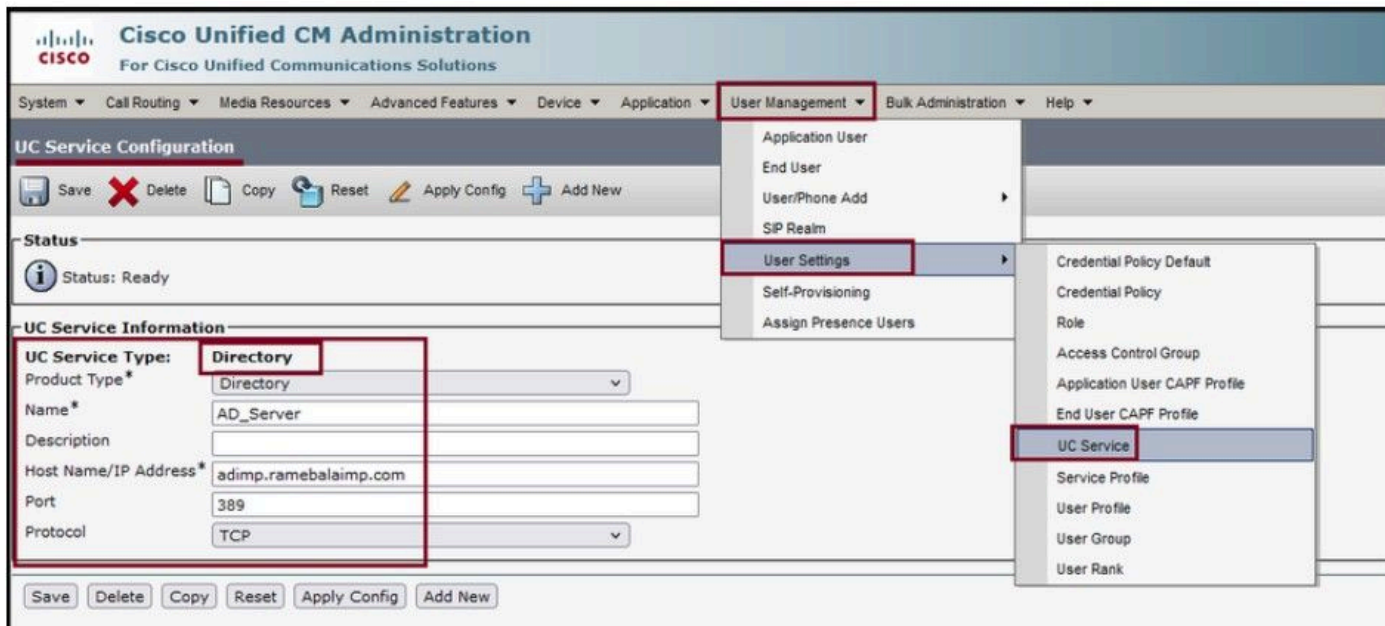 Cisco Unified CM Administration
CISCO
For Cisco Unified Communications Solutions
System Call Routing Media Resources Advanced Features Device Application User Management Bulk Administration Help
UC Service Configuration
Save Delete Copy Reset Apply Config Add New
Application User
End User
User/Phone Add
SIP Realm
User Settings
Self-Provisioning
Assign Presence Users
Credential Policy Default
Credential Policy
Role
Access Control Group
Application User CAPF Profile
End User CAPF Profile
UC Service
Service Profile
User Profile
User Group
User Rank
Status
i
Status: Ready
UC Service Information
UC Service Type: Directory
Product Type* Directory
Name* AD_Server
Description
Host Name/IP Address* adimp.ramebalaimp.com
Port 389
Protocol TCP
Save Delete Copy Reset Apply Config Add New